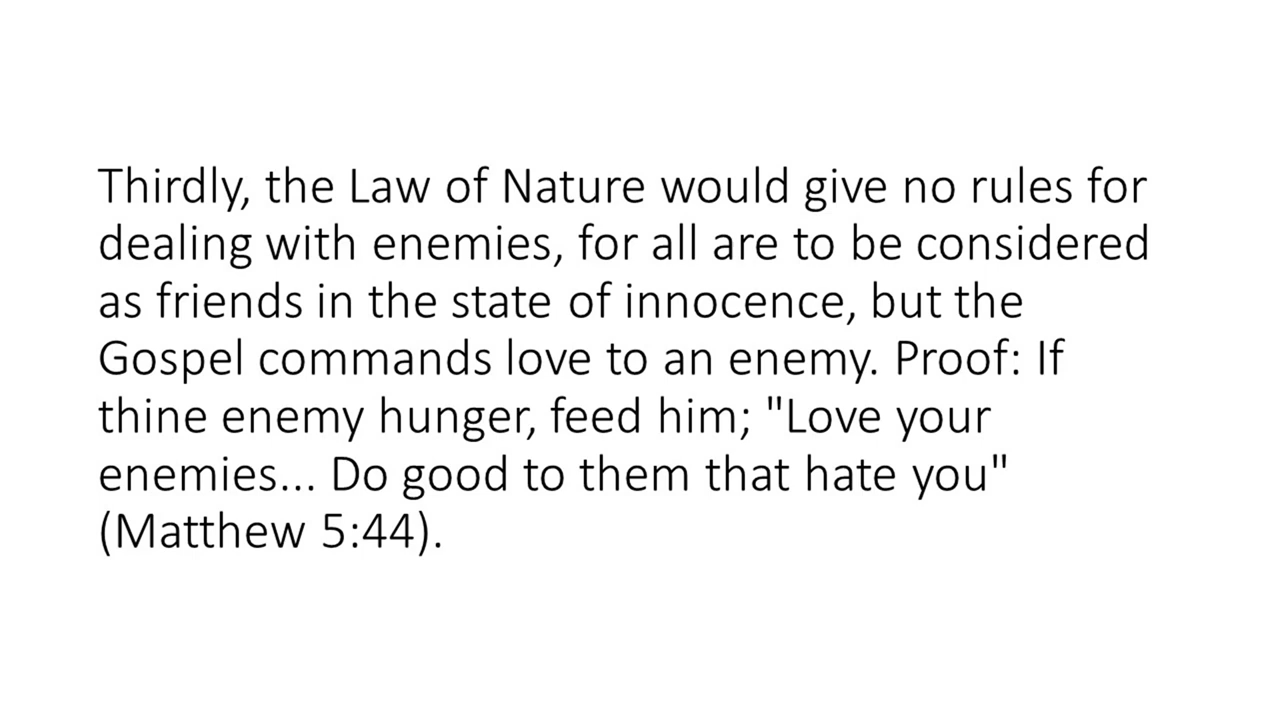 Thirdly, the Law of Nature would give no rules for
dealing with enemies, for all are to be considered
as friends in the state of innocence, but the
Gospel commands love to an enemy. Proof: If
thine enemy hunger, feed him; "Love your
enemies... Do good to them that hate you"
(Matthew 5:44).